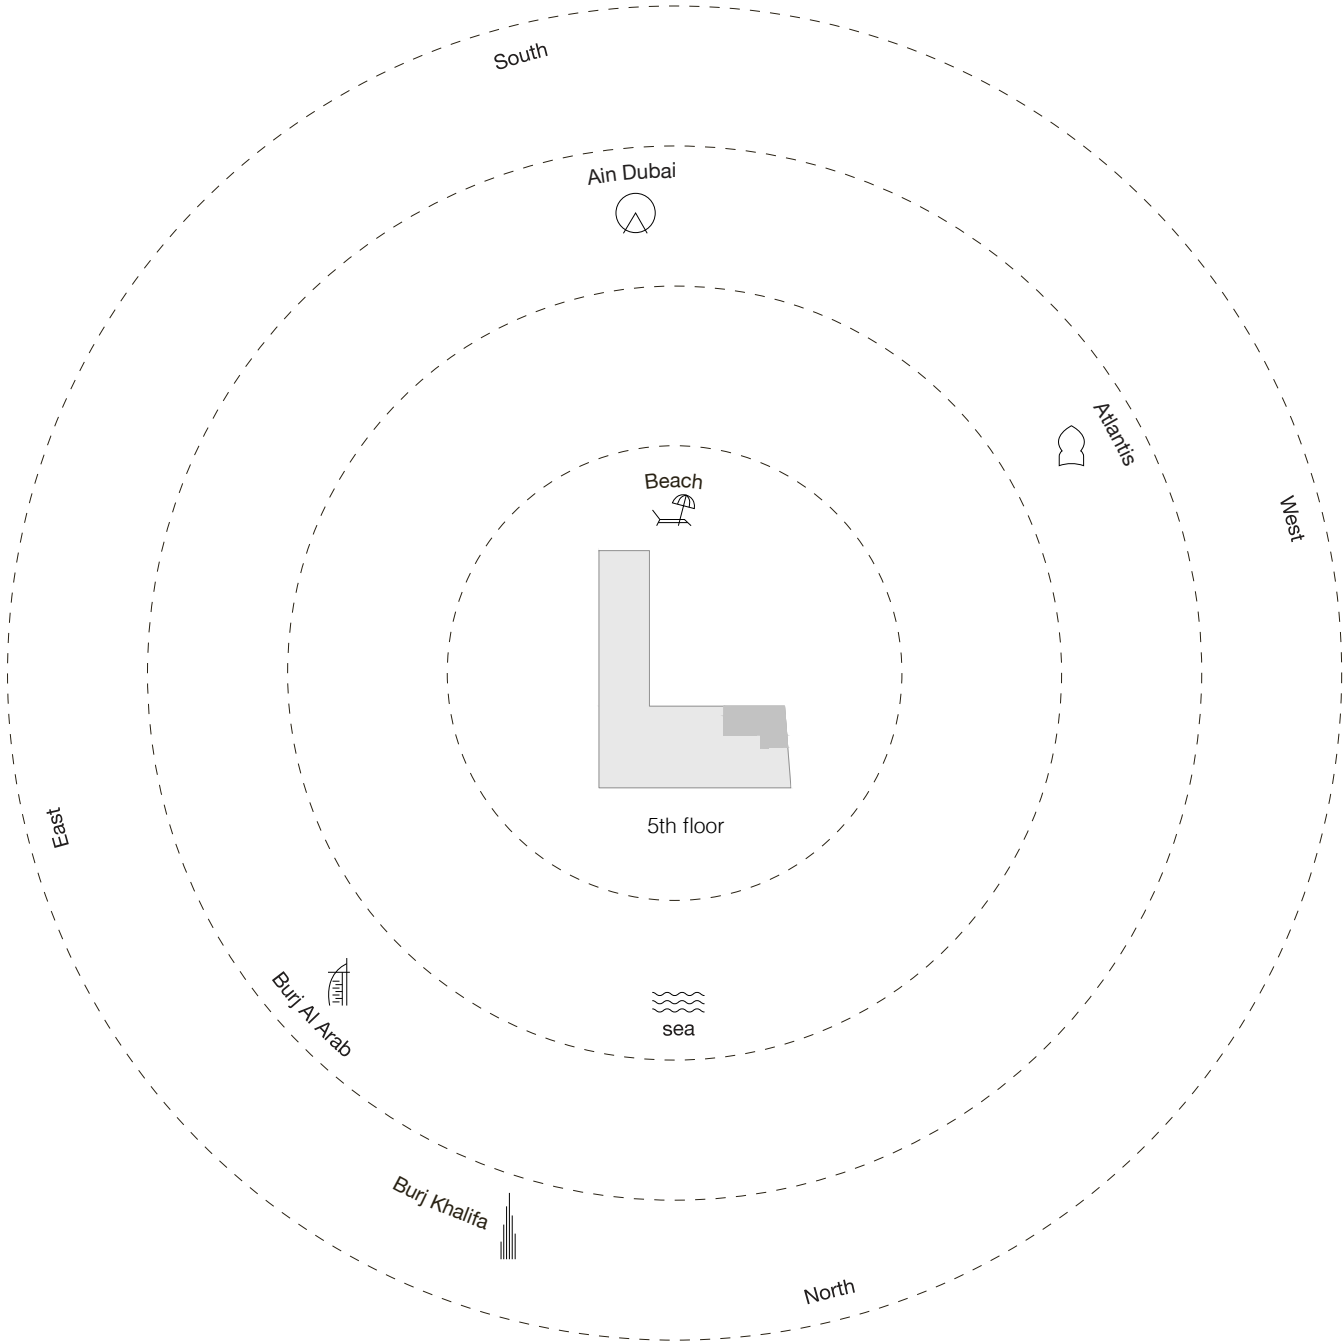 South
Ain Dubai
Atlantis
Beach
West
5th floor
East
Burj Al Arab
sea
Burj Khalifa
North